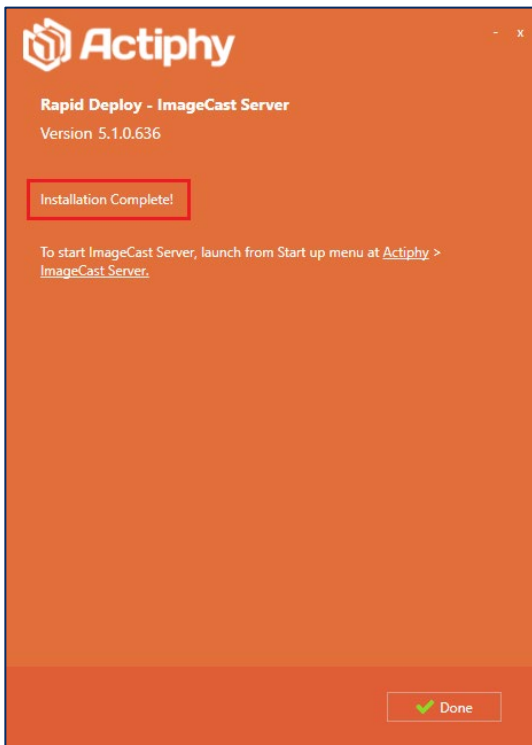 Actiphy
- x
Rapid Deploy - ImageCast Server
Version 5.1.0.636
Installation Complete!
To start ImageCast Server, launch from Start up menu at Actiphy >
ImageCast Server.
Done